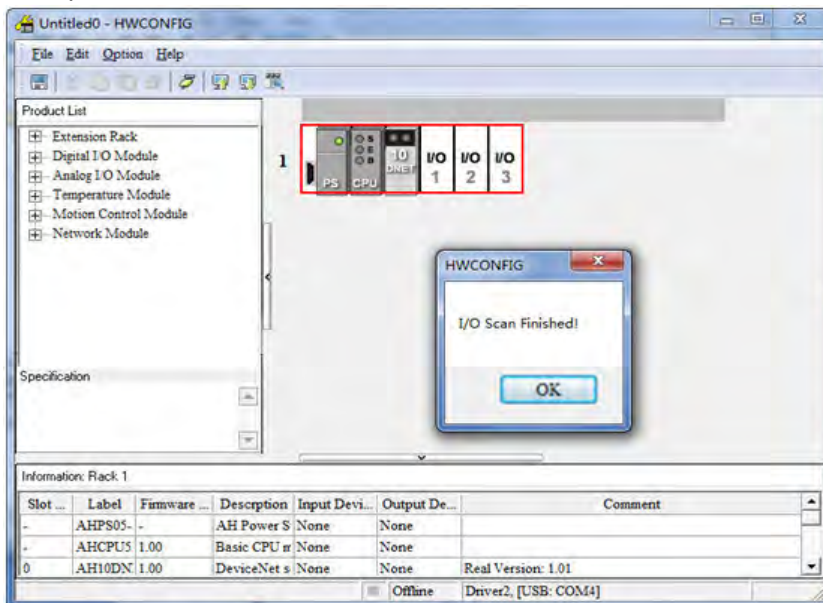 Untitled0 - HWCONFIG
File Edit Option Help
Product List
Extension Rack
Digital I/O Module
Analog I/O Module
Temperature Module
Motion Control Module
Network Module
Specification
1
PS CPU 10 DNET I/O 1 I/O 2 I/O 3
HWCONFIG
I/O Scan Finished!
OK
Information: Rack 1
Slot ... Label Firmware ... Descrption Input Devi... Output De... Comment
- AHPS05- - AH Power S None None
- AHCPU5 1.00 Basic CPU m None None
0 AH10DN 1.00 DeviceNet s None None Real Version: 1.01
Offline Driver2, [USB: COM4]